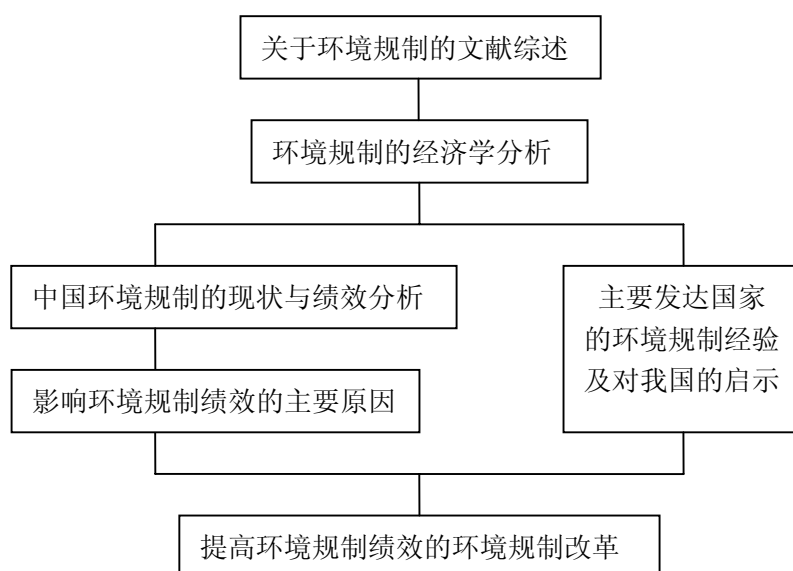 关于环境规制的文献综述
环境规制的经济学分析
中国环境规制的现状与绩效分析
影响环境规制绩效的主要原因
主要发达国家
的环境规制经验
及对我国的启示
提高环境规制绩效的环境规制改革